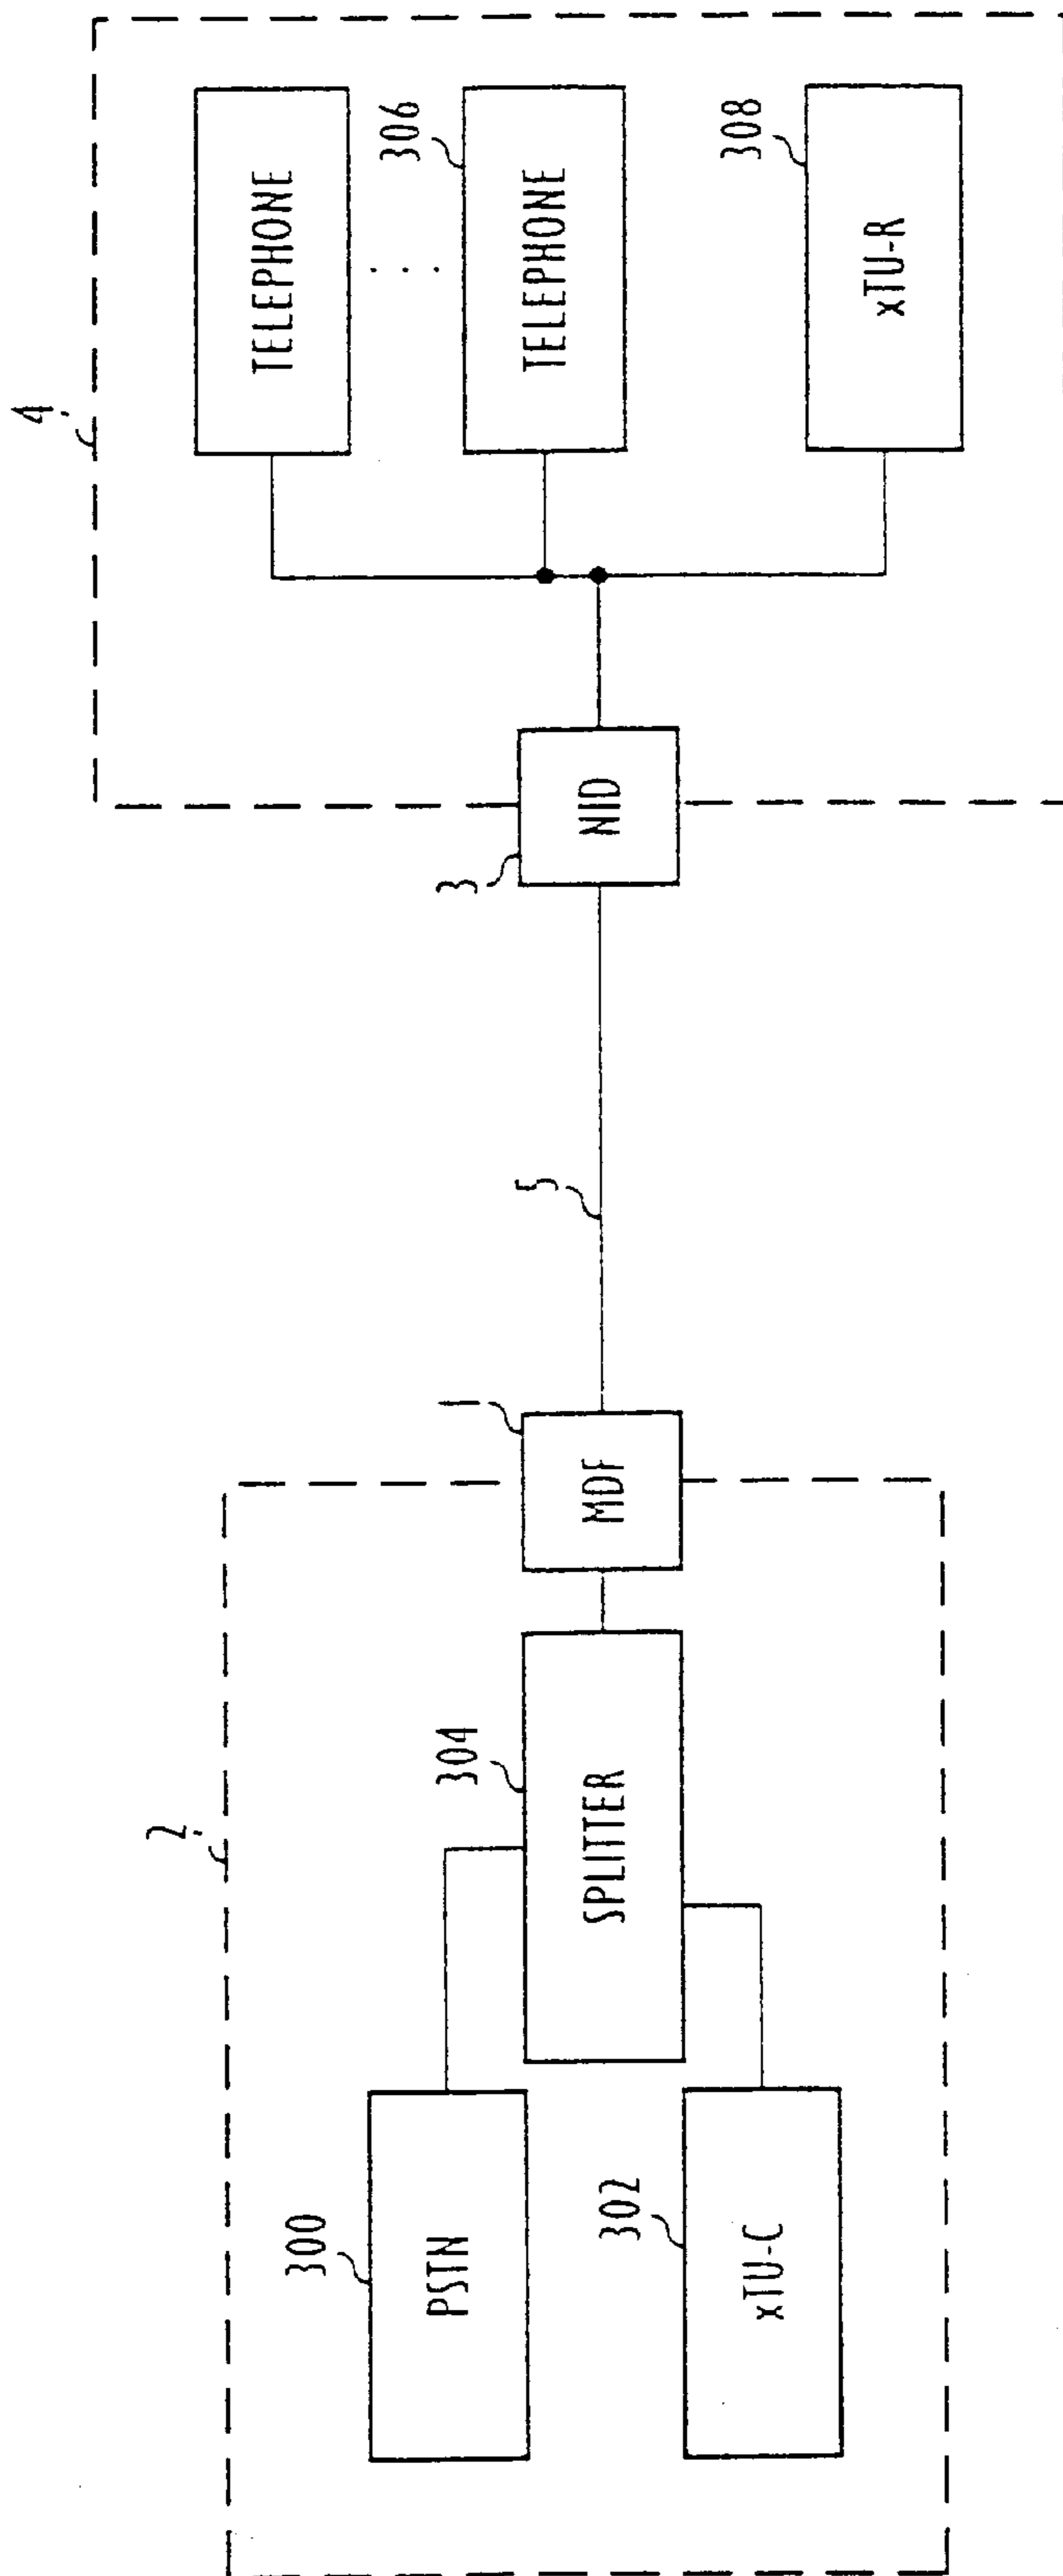 2
300
PSTN
302
xTU-C
304
SPLITTER
1
MDF
5
3
NID
4
TELEPHONE
. . .
306
TELEPHONE
308
xTU-R